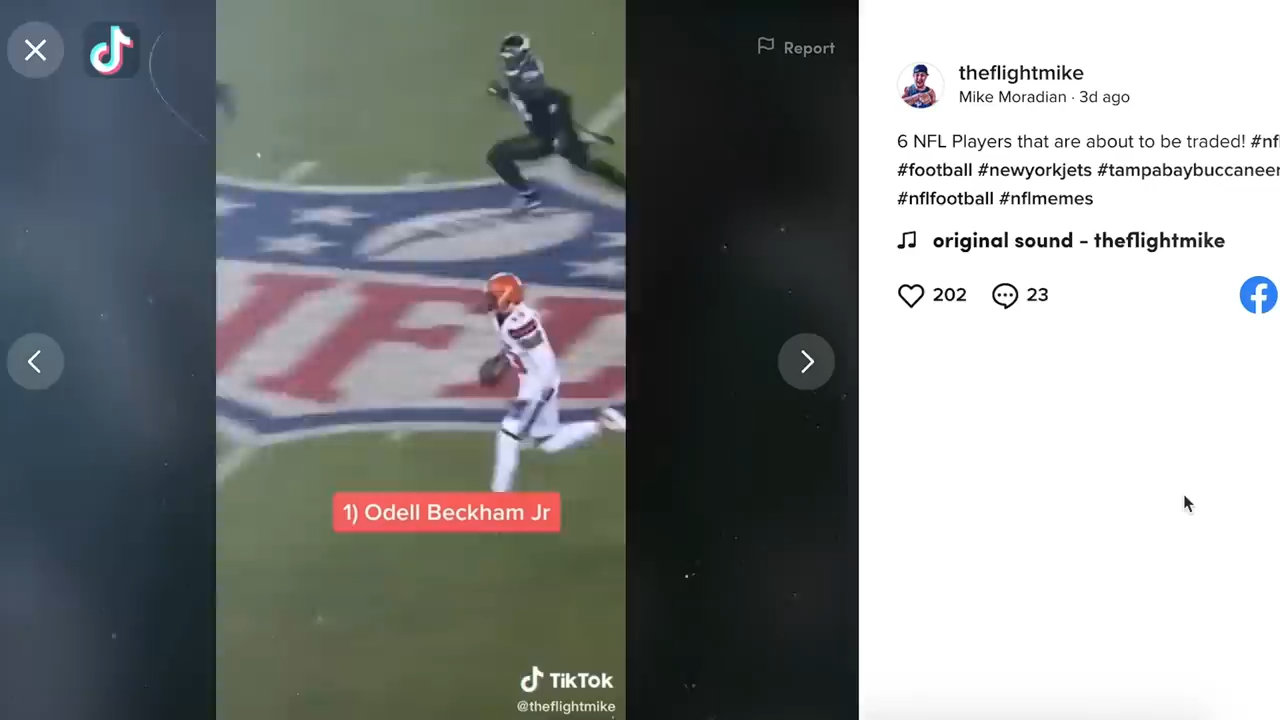 Report
NFL
1) Odell Beckham Jr
TikTok
@theflightmike
theflightmike
Mike Moradian · 3d ago
6 NFL Players that are about to be traded! #nf
#football #newyorkjets #tampabaybuccaneer
#nflfootball #nflmemes
original sound - theflightmike
202
23